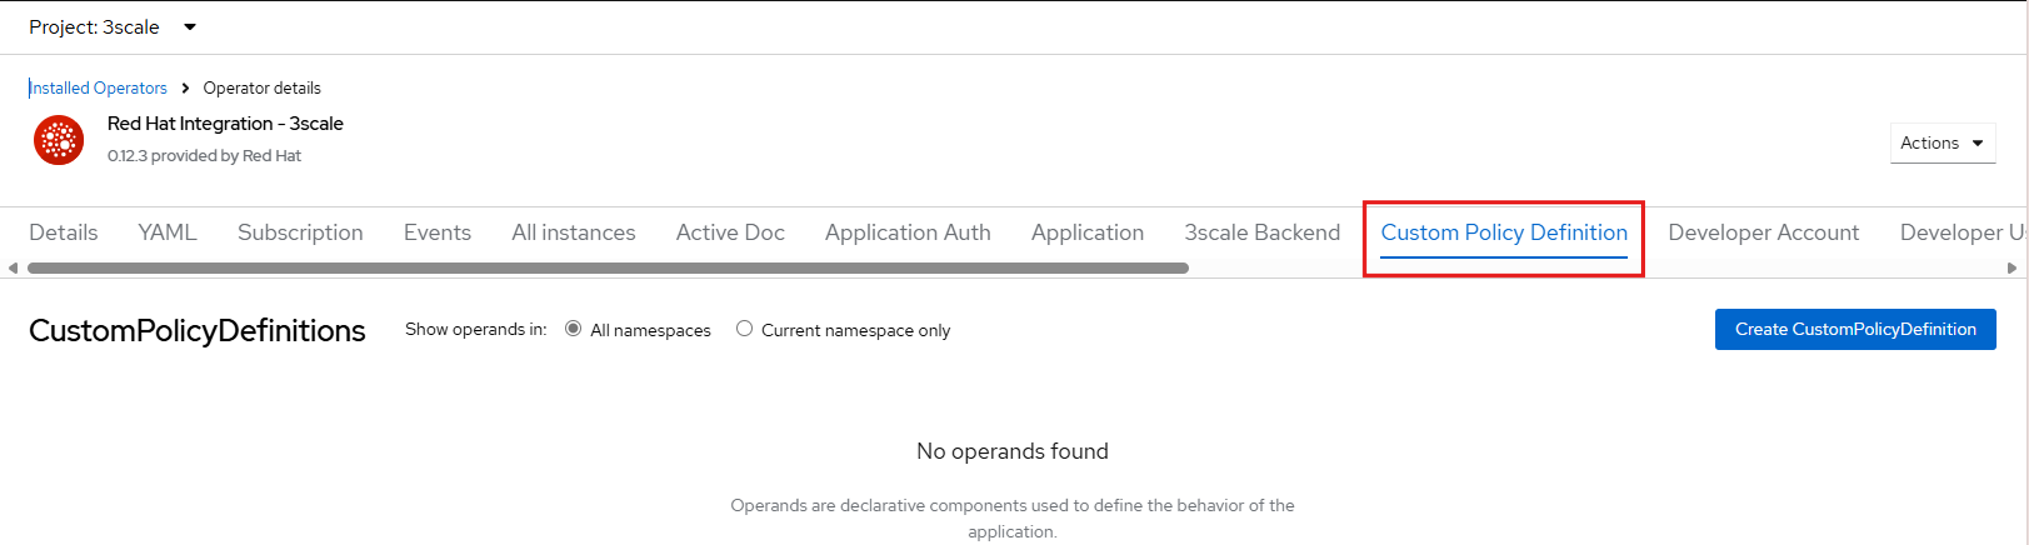 Project: 3scale
Installed Operators > Operator details
Red Hat Integration - 3scale
0.12.3 provided by Red Hat
Actions
Details YAML Subscription Events All instances Active Doc Application Auth Application 3scale Backend Custom Policy Definition Developer Account Developer U
CustomPolicyDefinitions Show operands in: All namespaces Current namespace only Create CustomPolicyDefinition
No operands found
Operands are declarative components used to define the behavior of the
application.